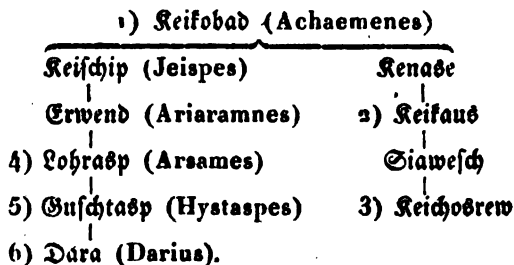 1) Keikobad (Achaemenes)
Keischip (Jeispes) Kenase
Erwend (Ariaramnes) 2) Keikaus
4) Lohrasp (Arsames) Siawesch
5) Guschtasp (Hystaspes) 3) Keichosrew
6) Dara (Darius).